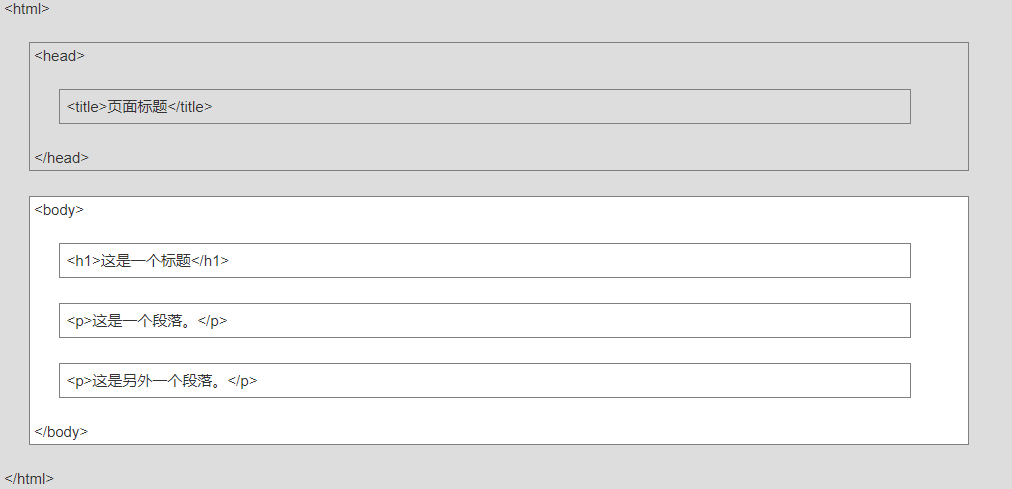 <html>
<head>
<title>页面标题</title>
</head>
<body>
<h1>这是一个标题</h1>
<p>这是一个段落。</p>
<p>这是另外一个段落。</p>
</body>
</html>